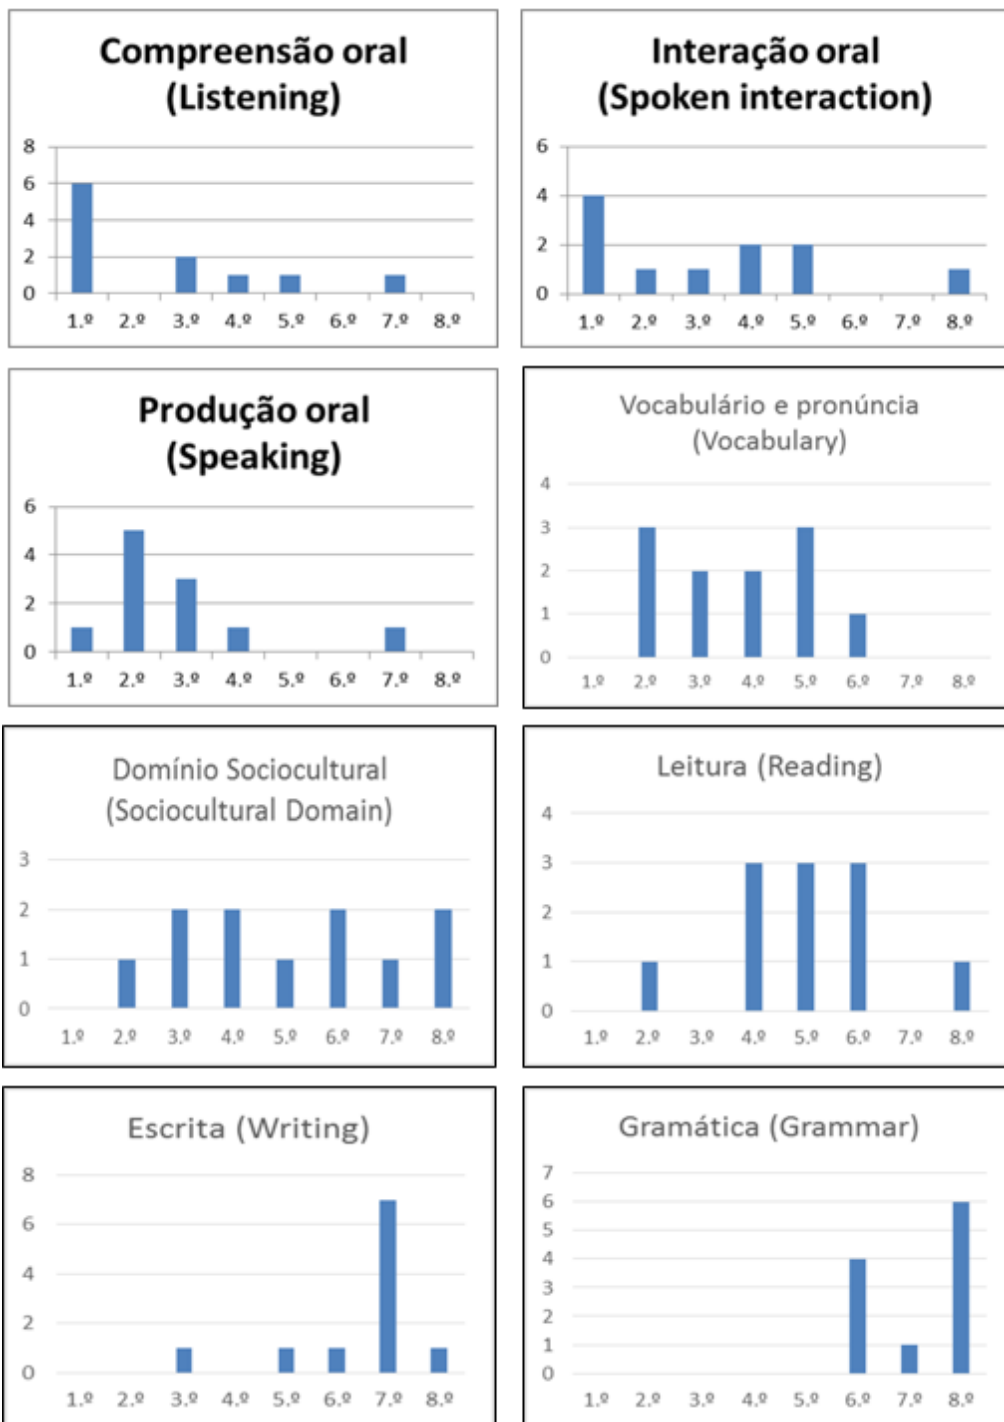 Compreensão oral
(Listening)
8
6
4
2
0
1.º 2.º 3.º 4.º 5.º 6.º 7.º 8.º
Interação oral
(Spoken interaction)
6
4
2
0
1.º 2.º 3.º 4.º 5.º 6.º 7.º 8.º
Produção oral
(Speaking)
6
4
2
0
1.º 2.º 3.º 4.º 5.º 6.º 7.º 8.º
Vocabulário e pronúncia
(Vocabulary)
4
3
2
1
0
1.º 2.º 3.º 4.º 5.º 6.º 7.º 8.º
Domínio Sociocultural
(Sociocultural Domain)
3
2
1
0
1.º 2.º 3.º 4.º 5.º 6.º 7.º 8.º
Leitura (Reading)
4
3
2
1
0
1.º 2.º 3.º 4.º 5.º 6.º 7.º 8.º
Escrita (Writing)
8
6
4
2
0
1.º 2.º 3.º 4.º 5.º 6.º 7.º 8.º
Gramática (Grammar)
7
6
5
4
3
2
1
0
1.º 2.º 3.º 4.º 5.º 6.º 7.º 8.º